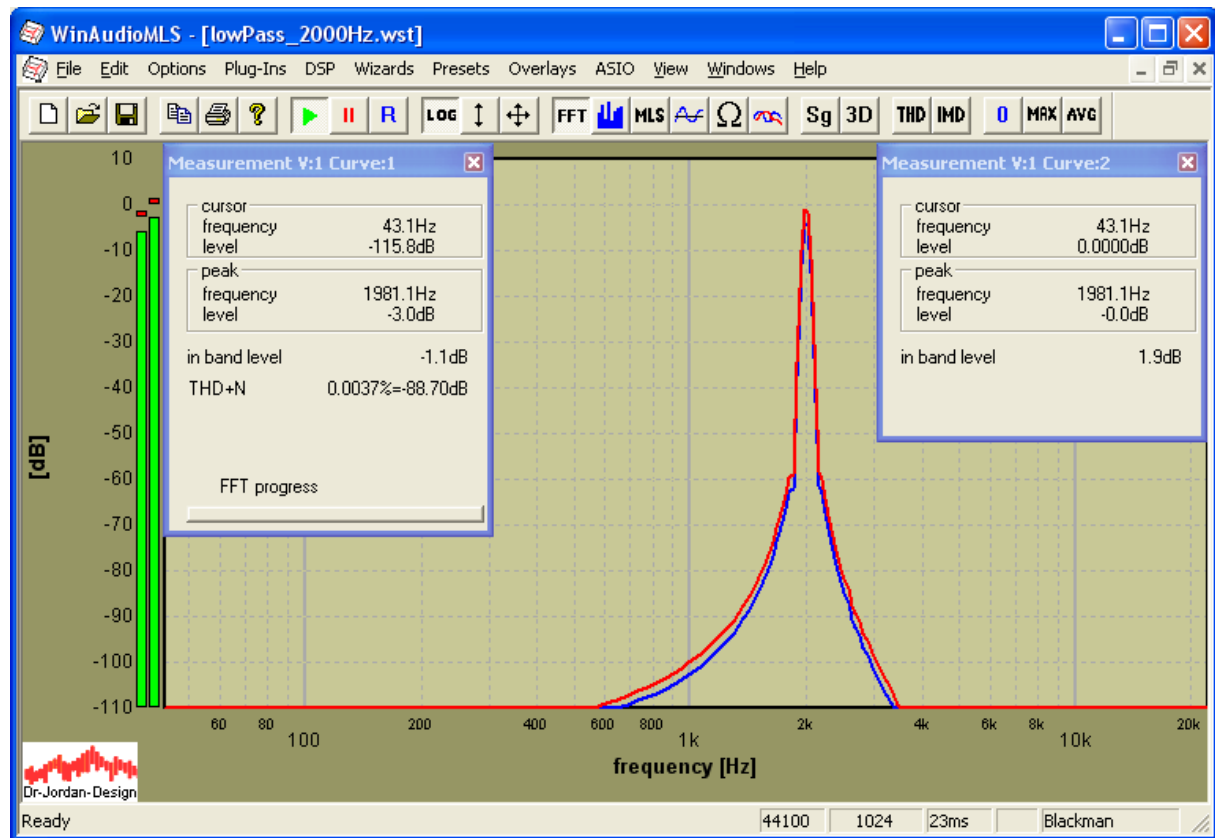 WinAudioMLS - [lowPass_2000Hz.wst]
File Edit Options Plug-Ins DSP Wizards Presets Overlays ASIO View Windows Help
R LOG FFT MLS Ω Sg 3D THD IMD 0 MAX AVG
Measurement V:1 Curve:1
cursor
frequency 43.1Hz
level -115.8dB
peak
frequency 1981.1Hz
level -3.0dB
in band level -1.1dB
THD+N 0.0037%=-88.70dB
FFT progress
Measurement V:1 Curve:2
cursor
frequency 43.1Hz
level 0.0000dB
peak
frequency 1981.1Hz
level -0.0dB
in band level 1.9dB
[dB]
10
0
-10
-20
-30
-40
-50
-60
-70
-80
-90
-100
-110
60 80 100 200 400 600 800 1k 2k 4k 6k 8k 10k 20k
frequency [Hz]
Dr-Jordan-Design
Ready 44100 1024 23ms Blackman